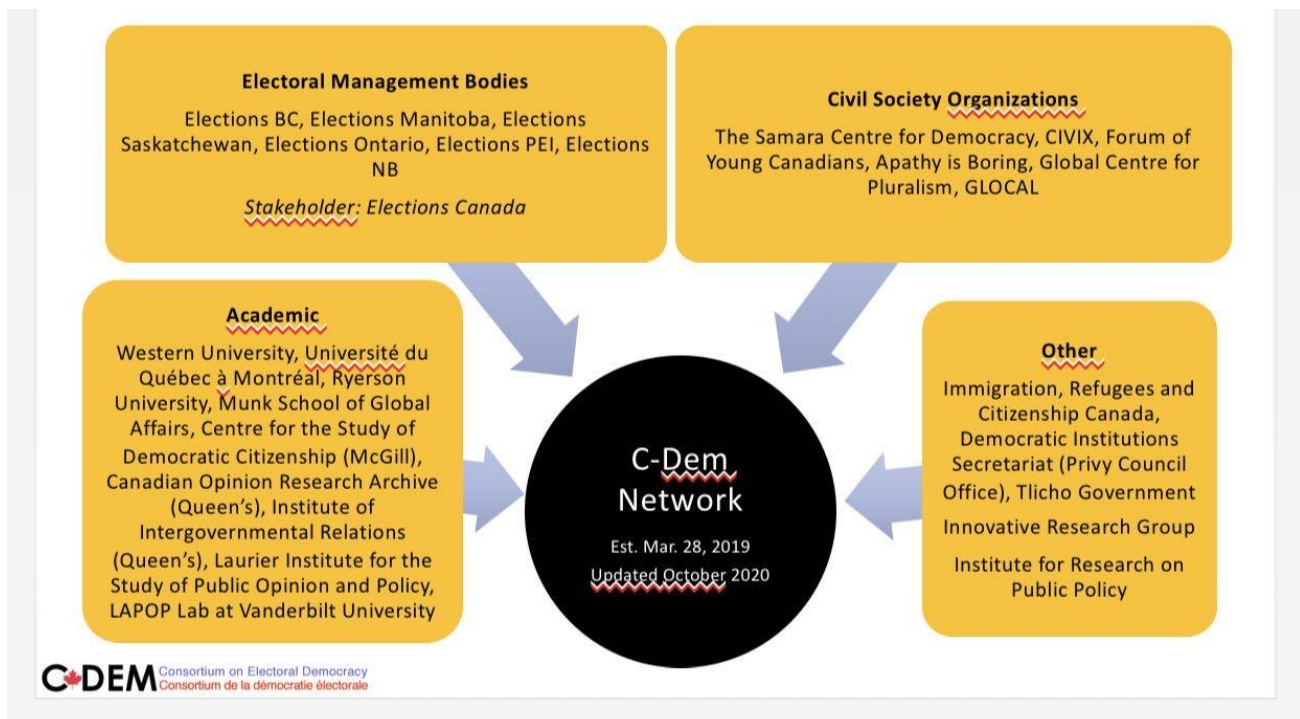 Electoral Management Bodies
Elections BC, Elections Manitoba, Elections
Saskatchewan, Elections Ontario, Elections PEI, Elections
NB
Stakeholder: Elections Canada
Civil Society Organizations
The Samara Centre for Democracy, CIVIX, Forum of
Young Canadians, Apathy is Boring, Global Centre for
Pluralism, GLOCAL
Academic
Western University, Université du
Québec à Montréal, Ryerson
University, Munk School of Global
Affairs, Centre for the Study of
Democratic Citizenship (McGill),
Canadian Opinion Research Archive
(Queen’s), Institute of
Intergovernmental Relations
(Queen’s), Laurier Institute for the
Study of Public Opinion and Policy,
LAPOP Lab at Vanderbilt University
C-Dem
Network
Est. Mar. 28, 2019
Updated October 2020
Other
Immigration, Refugees and
Citizenship Canada,
Democratic Institutions
Secretariat (Privy Council
Office), Tlicho Government
Innovative Research Group
Institute for Research on
Public Policy
C DEM
Consortium on Electoral Democracy
Consortium de la démocratie électorale